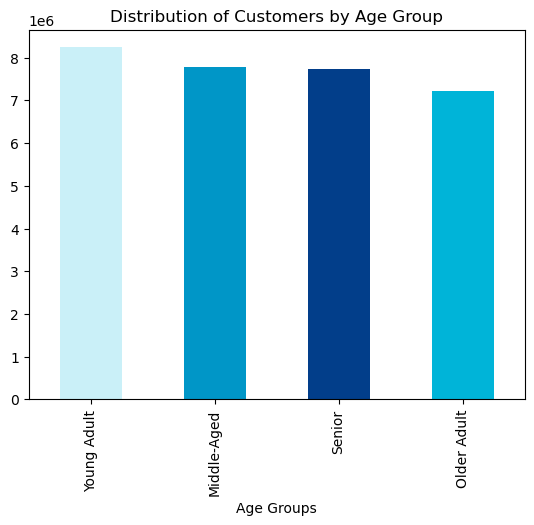 Distribution of Customers by Age Group
1e6
8
7
6
5
4
3
2
1
0
Young Adult
Middle-Aged
Senior
Older Adult
Age Groups